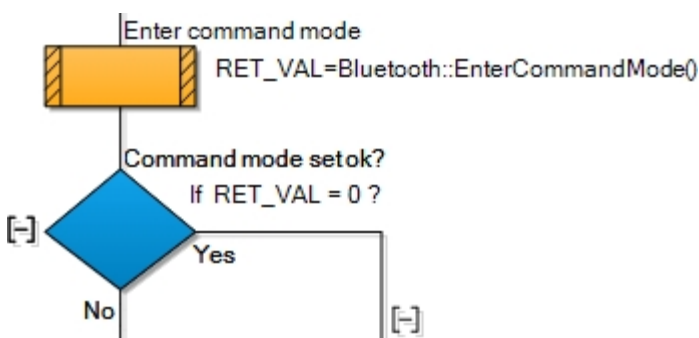 Enter command mode
RET_VAL=Bluetooth::EnterCommandMode()
Command mode set ok?
If RET_VAL = 0 ?
[-]
Yes
No
[-]